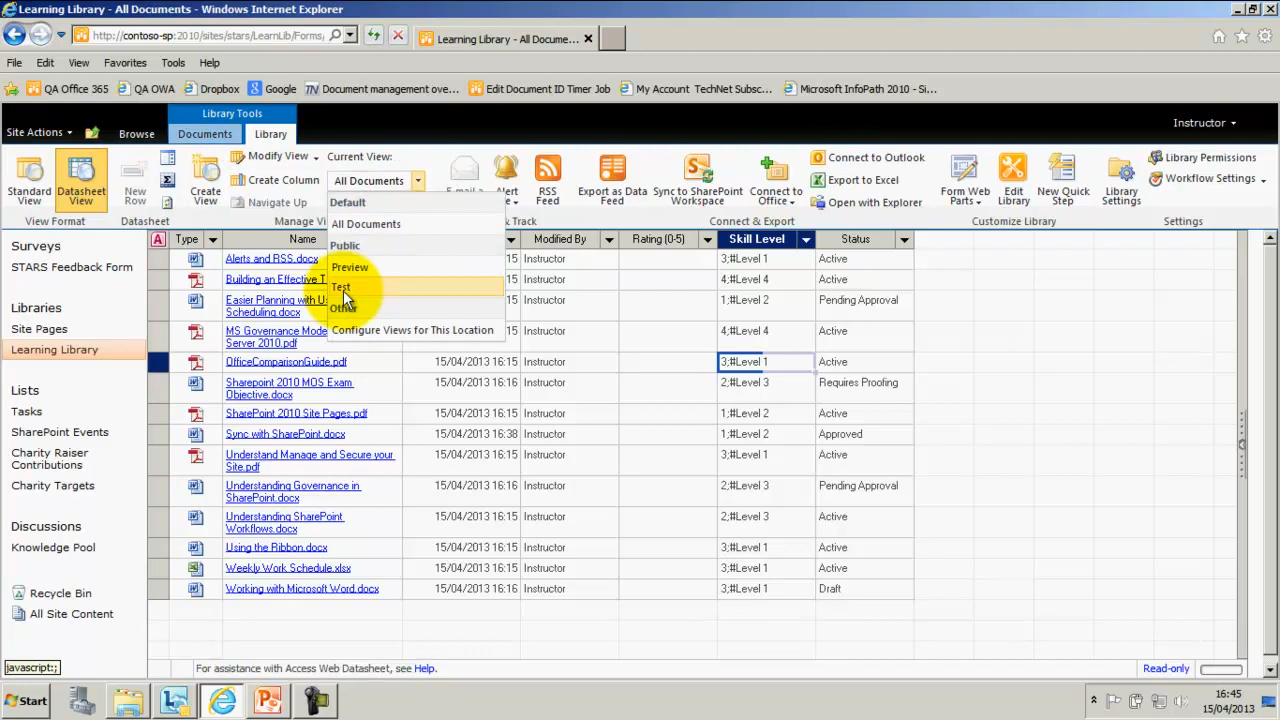 Learning Library - All Documents - Windows Internet Explorer
http://contoso-sp:2010/sites/stars/LearnLib/Forms,
Learning Library - All Docume...
File Edit View Favorites Tools Help
QA Office 365 QA OWA Dropbox Google Document management ove... Edit Document ID Timer Job My Account TechNet Subsc... Microsoft InfoPath 2010 - Si...
Library Tools
Site Actions Browse Documents Library Instructor
Standard View
Datasheet View
New Row
Create View
Modify View
Create Column
Navigate Up
Current View:
All Documents
Alert
RSS Feed
Export as Data Feed
Sync to SharePoint Workspace
Connect to Office
Connect to Outlook
Export to Excel
Open with Explorer
Form Web Parts
Edit Library
New Quick Step
Library Settings
Library Permissions
Workflow Settings
View Format Datasheet Manage Vi & Track Connect & Export Customize Library Settings
Default
All Documents
Public
Preview
Test
Other
Configure Views for This Location
Surveys
STARS Feedback Form
Libraries
Site Pages
Learning Library
Lists
Tasks
SharePoint Events
Charity Raiser
Contributions
Charity Targets
Discussions
Knowledge Pool
Recycle Bin
All Site Content
Type Name Modified By Rating (0-5) Skill Level Status
Alerts and RSS.docx Instructor 3;#Level 1 Active
Building an Effective T Instructor 4;#Level 4 Active
Easier Planning with Us Instructor 1;#Level 2 Pending Approval
Scheduling.docx
MS Governance Mode Instructor 4;#Level 4 Active
Server 2010.pdf
OfficeComparisonGuide.pdf 15/04/2013 16:15 Instructor 3;#Level 1 Active
Sharepoint 2010 MOS Exam 15/04/2013 16:15 Instructor 2;#Level 3 Requires Proofing
Objective.docx
SharePoint 2010 Site Pages.pdf 15/04/2013 16:15 Instructor 1;#Level 2 Active
Sync with SharePoint.docx 15/04/2013 16:38 Instructor 1;#Level 2 Approved
Understand Manage and Secure your 15/04/2013 16:15 Instructor 3;#Level 1 Active
Site.pdf
Understanding Governance in 15/04/2013 16:16 Instructor 2;#Level 3 Pending Approval
SharePoint 2010.docx
Understanding SharePoint 15/04/2013 16:15 Instructor 2;#Level 3 Active
Workflows.docx
Using the Ribbon.docx 15/04/2013 16:15 Instructor 3;#Level 1 Active
Weekly Work Schedule.xlsx 15/04/2013 16:15 Instructor 3;#Level 1 Active
Working with Microsoft Word.docx 15/04/2013 16:16 Instructor 3;#Level 1 Draft
javascript:;
For assistance with Access Web Datasheet, see Help. Read-only
Start
16:45
15/04/2013